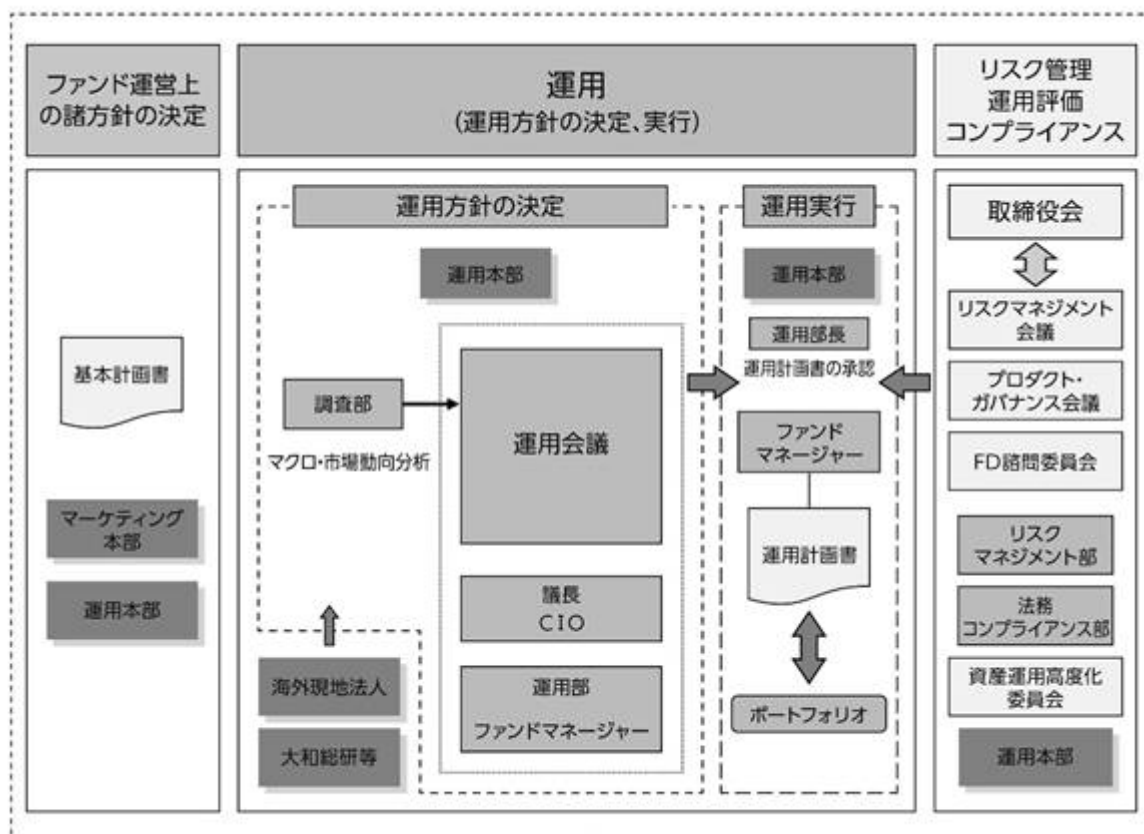 ファンド運営上
の諸方針の決定
運用
(運用方針の決定、実行)
リスク管理
運用評価
コンプライアンス
基本計画書
マーケティング
本部
運用本部
運用方針の決定
運用本部
調査部
マクロ・市場動向分析
運用会議
議長
CIO
運用部
ファンドマネージャー
海外現地法人
大和総研等
運用実行
運用本部
運用部長
運用計画書の承認
ファンド
マネージャー
運用計画書
ポートフォリオ
取締役会
リスクマネジメント
会議
プロダクト・
ガバナンス会議
FD諮問委員会
リスク
マネジメント部
法務
コンプライアンス部
資産運用高度化
委員会
運用本部